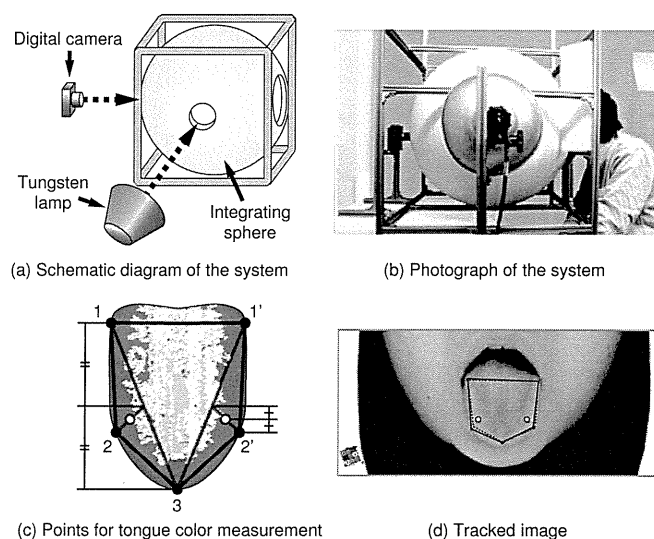 Digital camera
Tungsten
lamp
Integrating
sphere
(a) Schematic diagram of the system
(b) Photograph of the system
1
1'
2
2'
3
(c) Points for tongue color measurement
(d) Tracked image